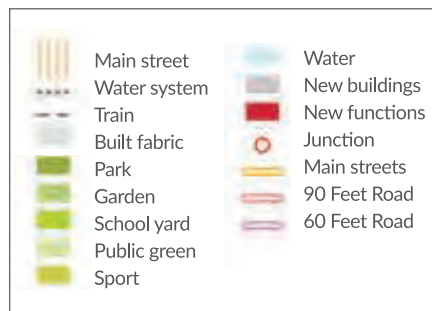 Main street
Water system
Train
Built fabric
Park
Garden
School yard
Public green
Sport
Water
New buildings
New functions
Junction
Main streets
90 Feet Road
60 Feet Road